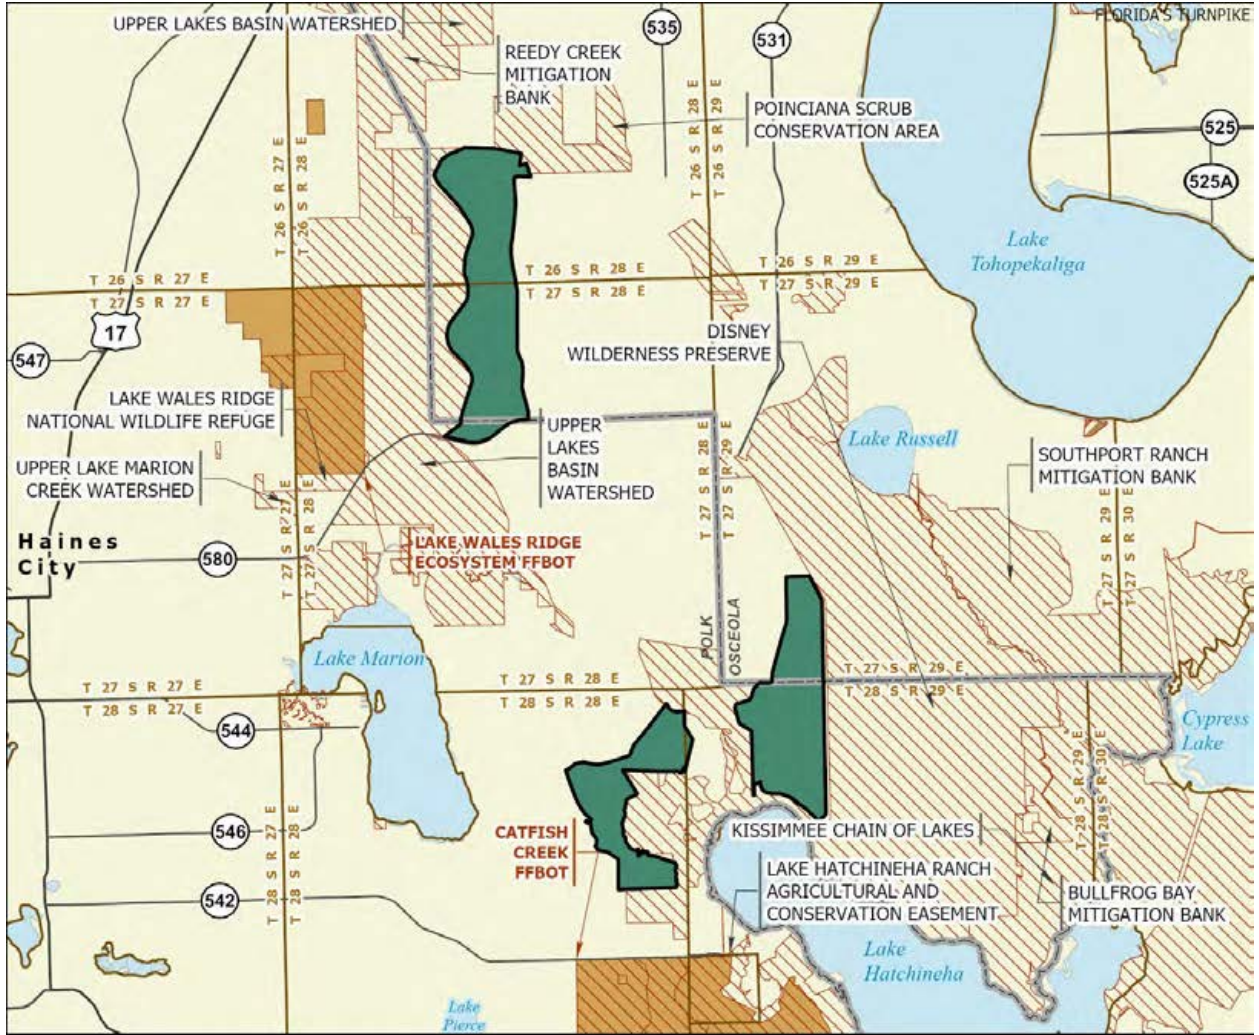 UPPER LAKES BASIN WATERSHED
FLORIDA'S TURNPIKE
535
531
REEDY CREEK
MITIGATION
BANK
POINCIANA SCRUB
CONSERVATION AREA
525
525A
T 26 S R 27 E
T 26 S R 28 E
T 26 S R 28 E
T 26 S R 29 E
Lake
Tohopekaliga
T 26 S R 27 E
T 27 S R 27 E
T 26 S R 28 E
T 27 S R 28 E
T 26 S R 29 E
T 27 S R 29 E
17
547
DISNEY
WILDERNESS PRESERVE
LAKE WALES RIDGE
NATIONAL WILDLIFE REFUGE
UPPER
LAKES
BASIN
WATERSHED
Lake Russell
SOUTHPORT RANCH
MITIGATION BANK
UPPER LAKE MARION
CREEK WATERSHED
T 27 S R 27 E
T 27 S R 28 E
T 27 S R 28 E
T 27 S R 29 E
T 27 S R 29 E
T 27 S R 30 E
Haines
City
580
LAKE WALES RIDGE
ECOSYSTEM FFBOT
POLK
OSCEOLA
Lake Marion
T 27 S R 27 E
T 28 S R 27 E
T 27 S R 28 E
T 28 S R 28 E
T 27 S R 29 E
T 28 S R 29 E
544
Cypress
Lake
T 28 S R 29 E
T 28 S R 30 E
546
T 28 S R 27 E
T 28 S R 28 E
CATFISH
CREEK
FFBOT
KISSIMMEE CHAIN OF LAKES
542
LAKE HATCHINEHA RANCH
AGRICULTURAL AND
CONSERVATION EASEMENT
BULLFROG BAY
MITIGATION BANK
Lake
Hatchineha
Lake
Pierce